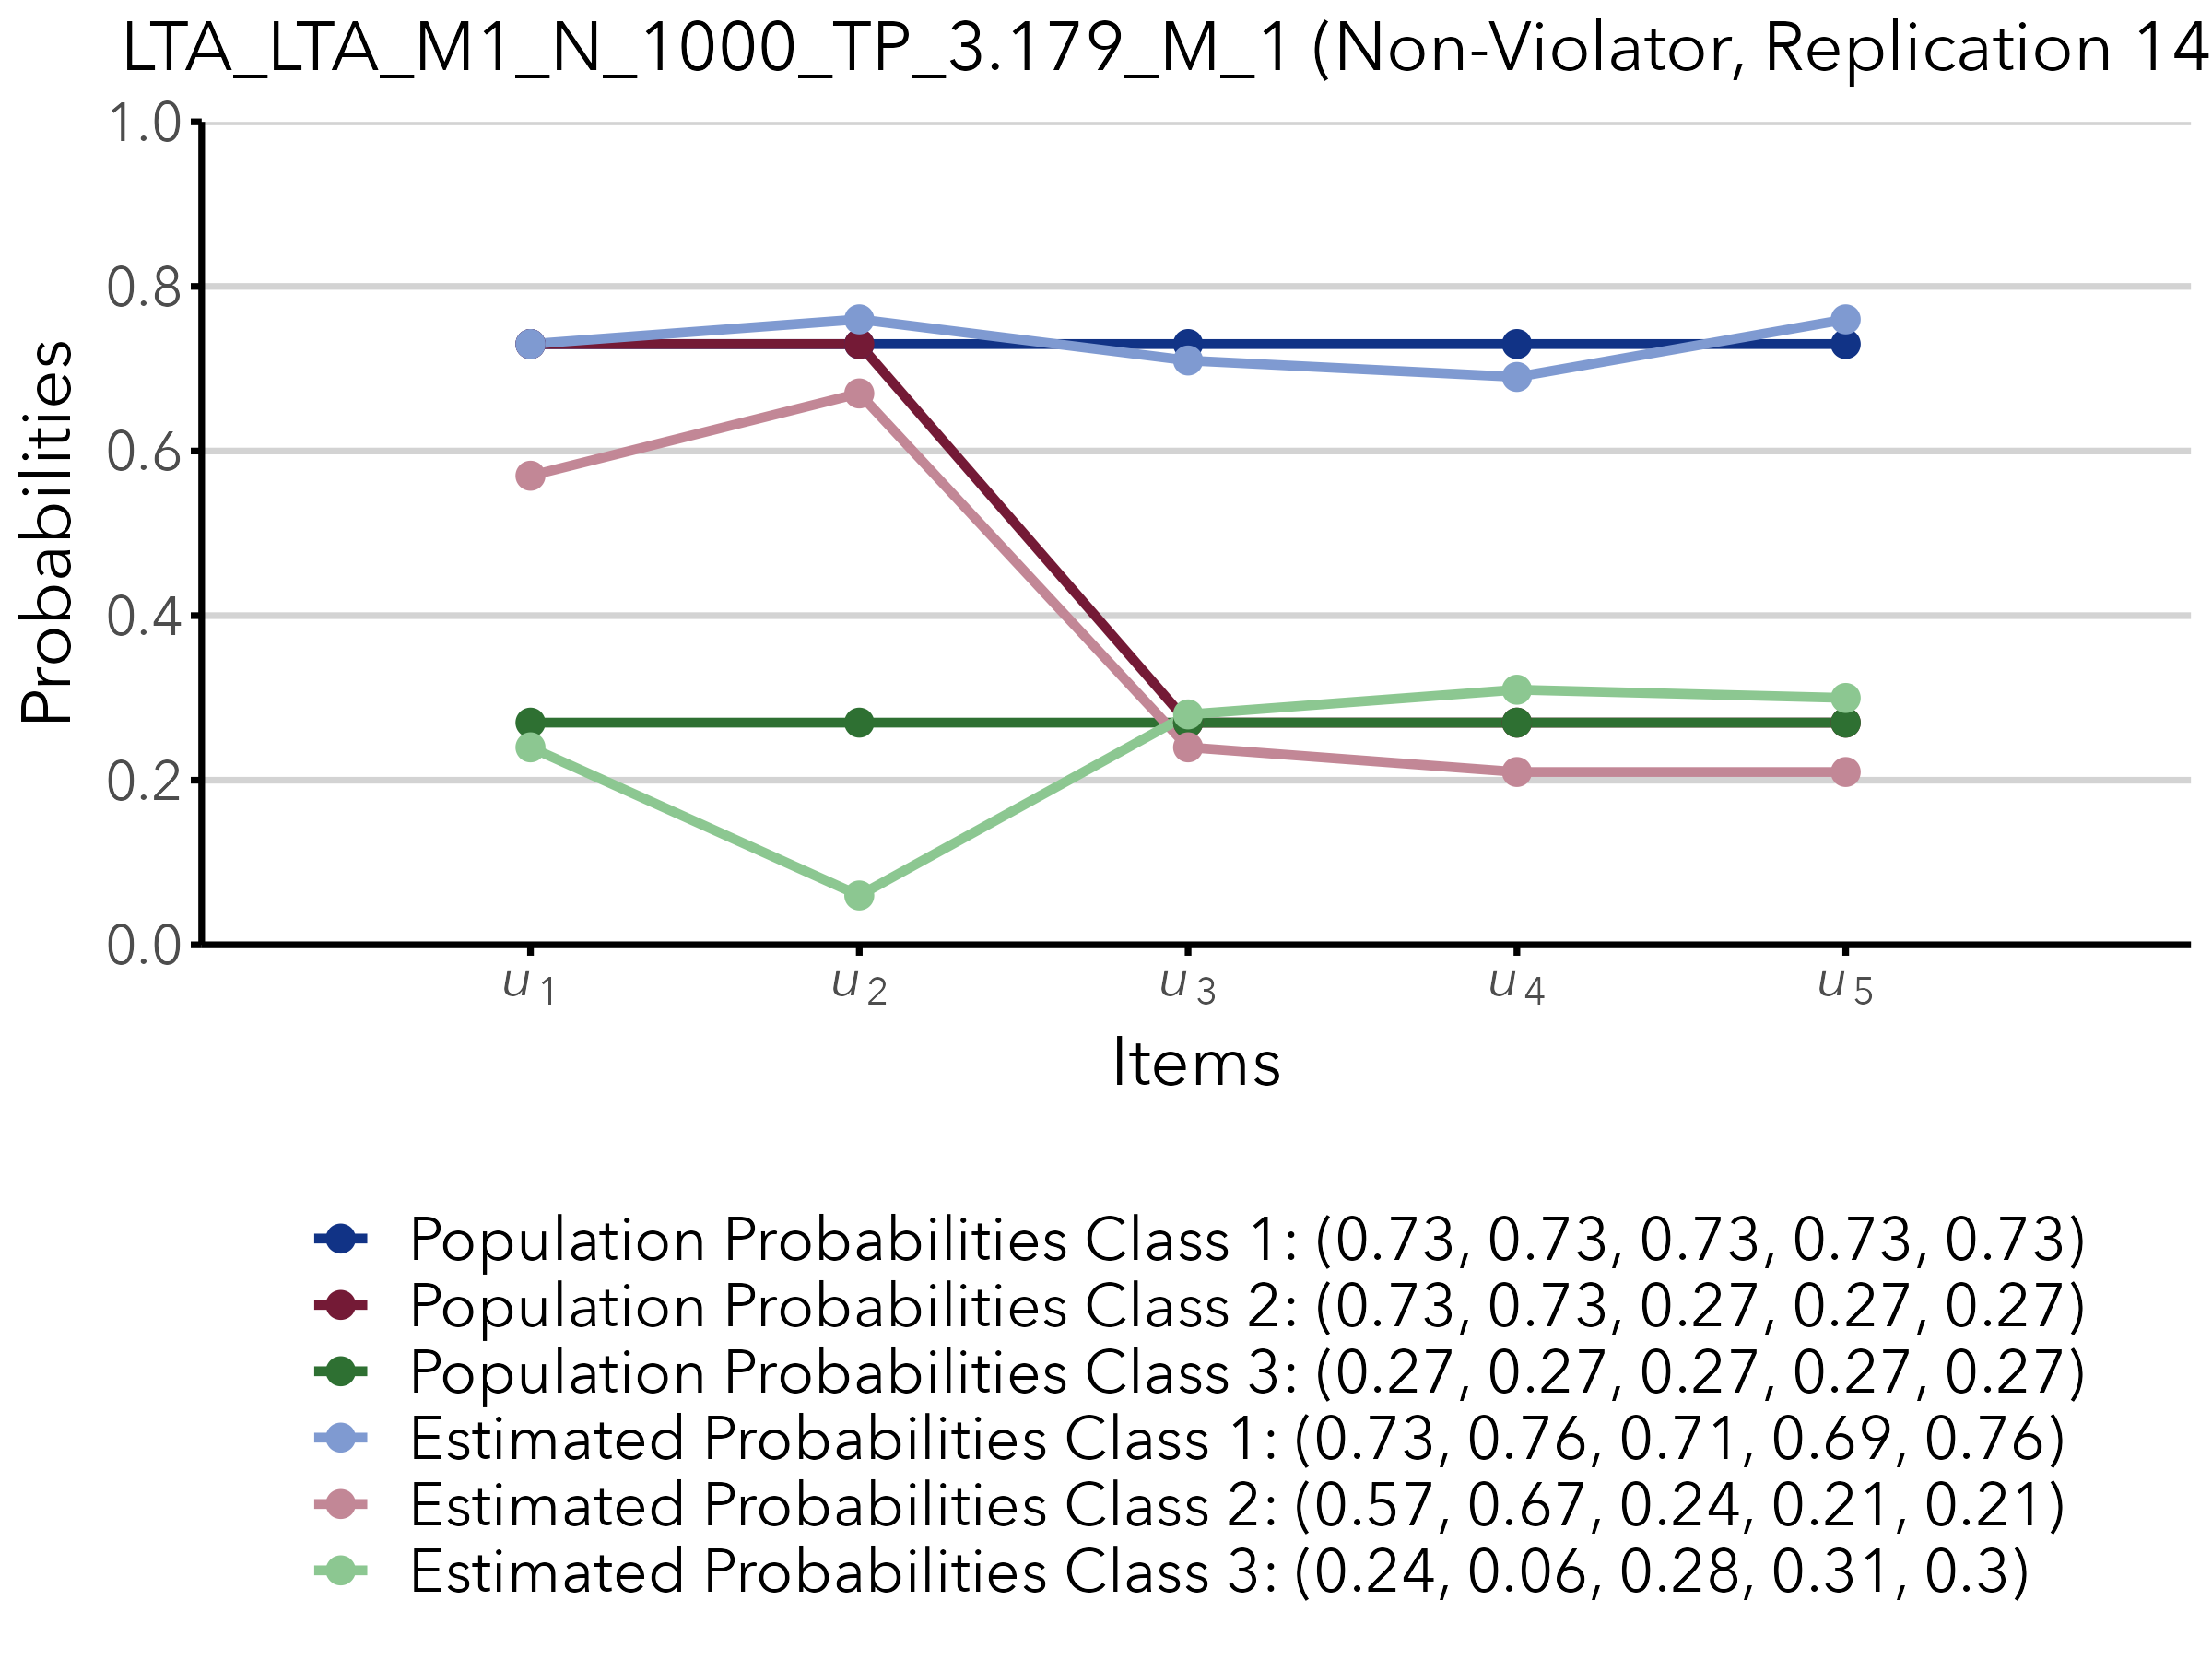 LTA_LTA_M1_N_1000_TP_3.179_M_1 (Non-Violator, Replication 14
1.0
0.8
0.6
0.4
0.2
0.0
Probabilities
u1 u2 u3 u4 u5
Items
Population Probabilities Class 1: (0.73, 0.73, 0.73, 0.73, 0.73)
Population Probabilities Class 2: (0.73, 0.73, 0.27, 0.27, 0.27)
Population Probabilities Class 3: (0.27, 0.27, 0.27, 0.27, 0.27)
Estimated Probabilities Class 1: (0.73, 0.76, 0.71, 0.69, 0.76)
Estimated Probabilities Class 2: (0.57, 0.67, 0.24, 0.21, 0.21)
Estimated Probabilities Class 3: (0.24, 0.06, 0.28, 0.31, 0.3)